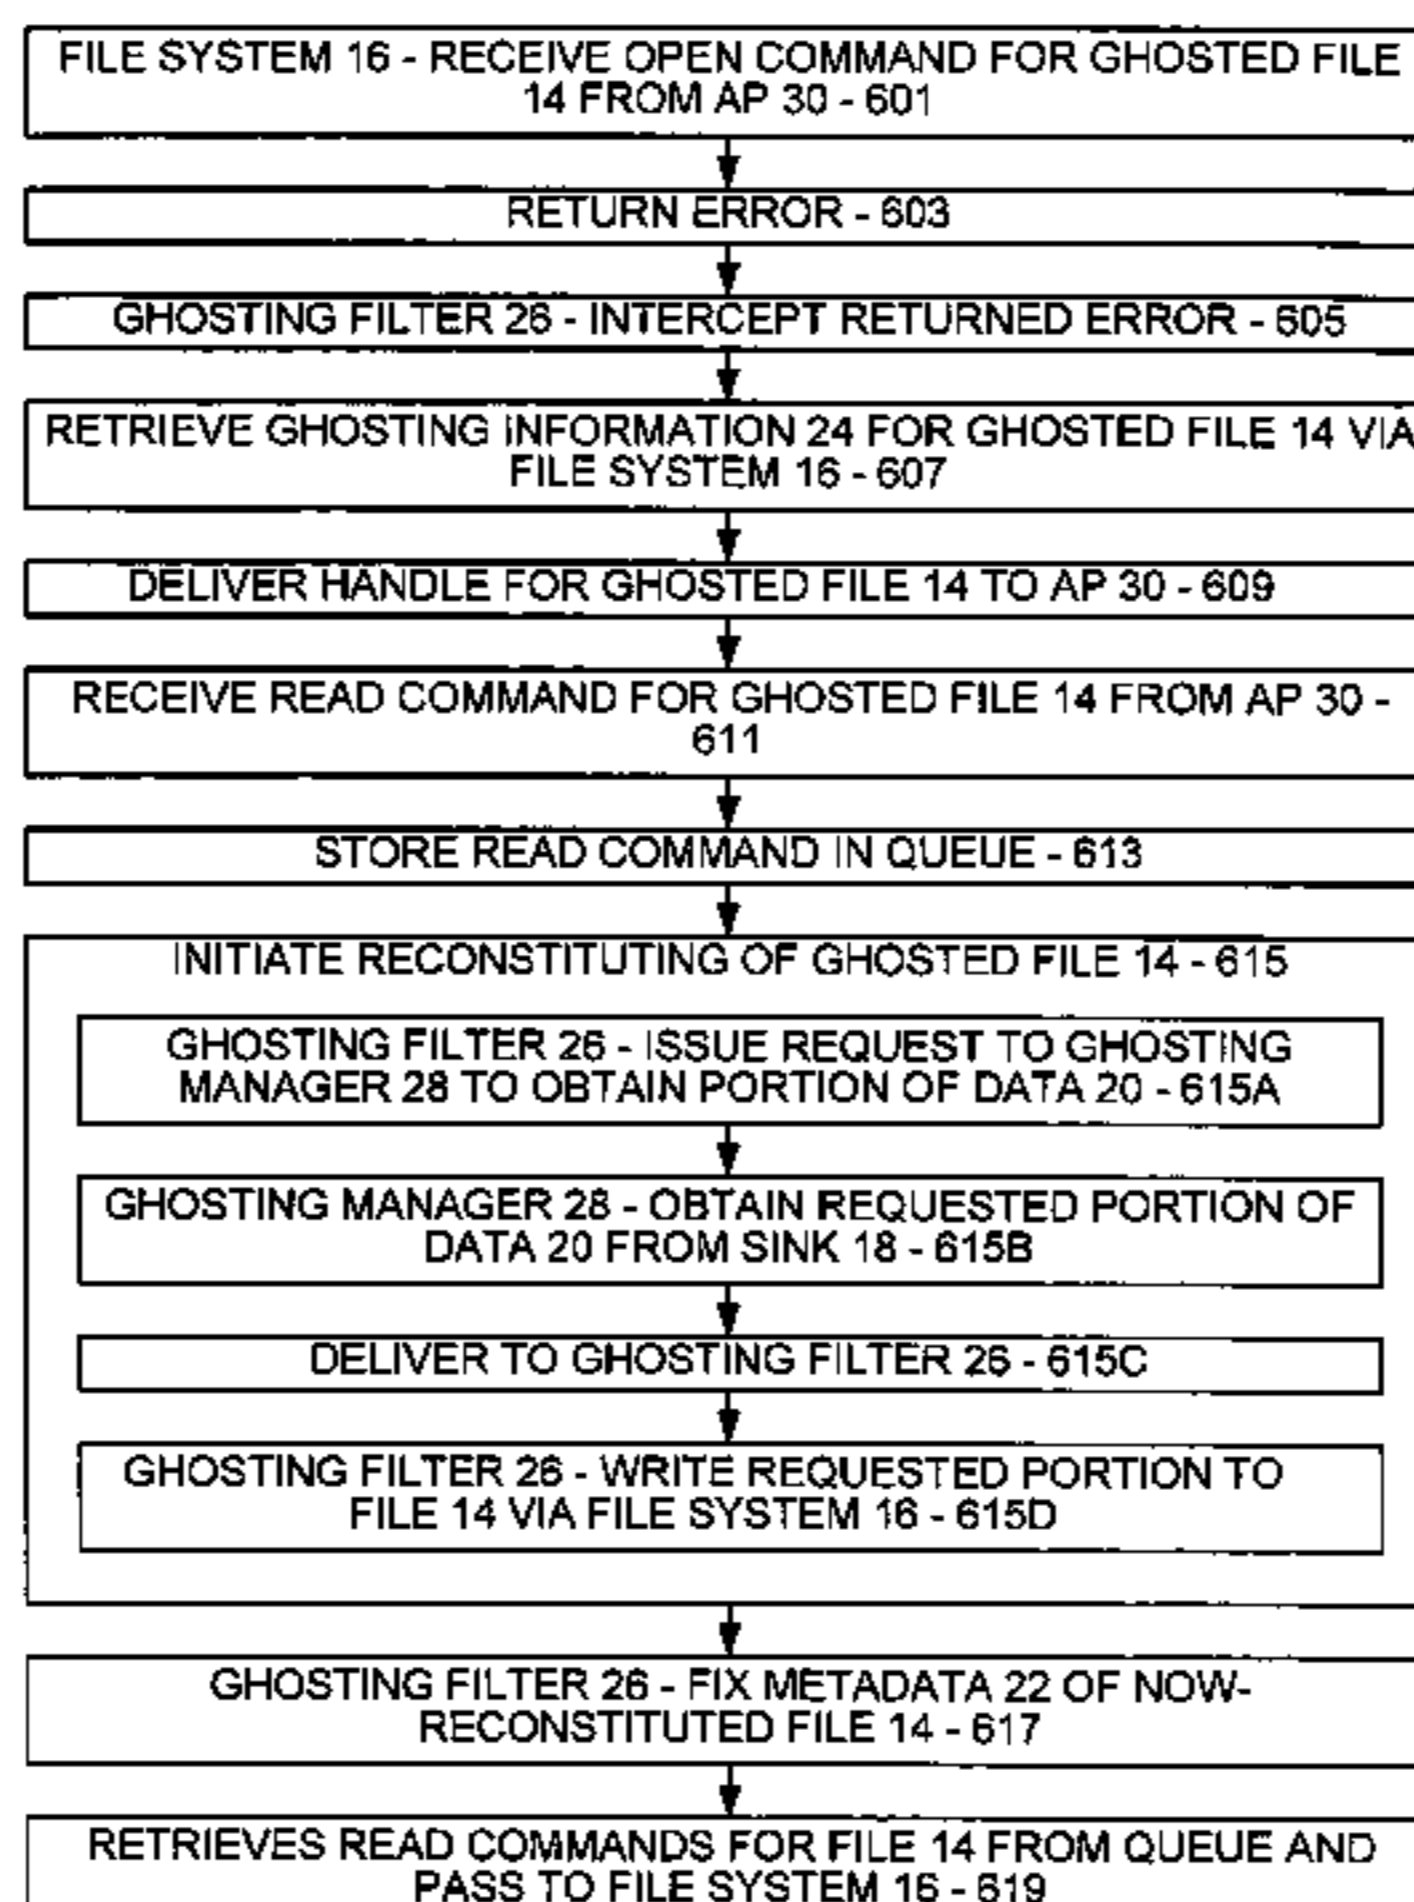 FILE SYSTEM 16 - RECEIVE OPEN COMMAND FOR GHOSTED FILE
14 FROM AP 30 - 601
RETURN ERROR - 603
GHOSTING FILTER 26 - INTERCEPT RETURNED ERROR - 605
RETRIEVE GHOSTING INFORMATION 24 FOR GHOSTED FILE 14 VIA
FILE SYSTEM 16 - 607
DELIVER HANDLE FOR GHOSTED FILE 14 TO AP 30 - 609
RECEIVE READ COMMAND FOR GHOSTED FILE 14 FROM AP 30 -
611
STORE READ COMMAND IN QUEUE - 613
INITIATE RECONSTITUTING OF GHOSTED FILE 14 - 615
GHOSTING FILTER 26 - ISSUE REQUEST TO GHOSTING
MANAGER 28 TO OBTAIN PORTION OF DATA 20 - 615A
GHOSTING MANAGER 28 - OBTAIN REQUESTED PORTION OF
DATA 20 FROM SINK 18 - 615B
DELIVER TO GHOSTING FILTER 26 - 615C
GHOSTING FILTER 26 - WRITE REQUESTED PORTION TO
FILE 14 VIA FILE SYSTEM 16 - 615D
GHOSTING FILTER 26 - FIX METADATA 22 OF NOW-
RECONSTITUTED FILE 14 - 617
RETRIEVES READ COMMANDS FOR FILE 14 FROM QUEUE AND
PASS TO FILE SYSTEM 16 - 619